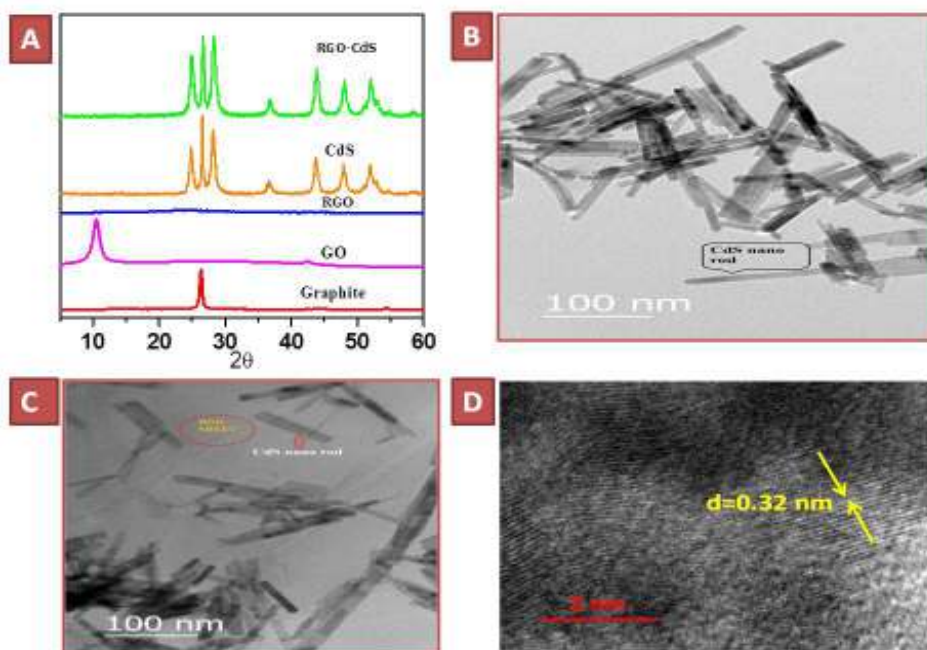 A
RGO-CdS
CdS
RGO
GO
Graphite
10 20 30 40 50 60
2θ
B
CdS nano
rod
100 nm
C
CdS nano rod
100 nm
D
d=0.32 nm